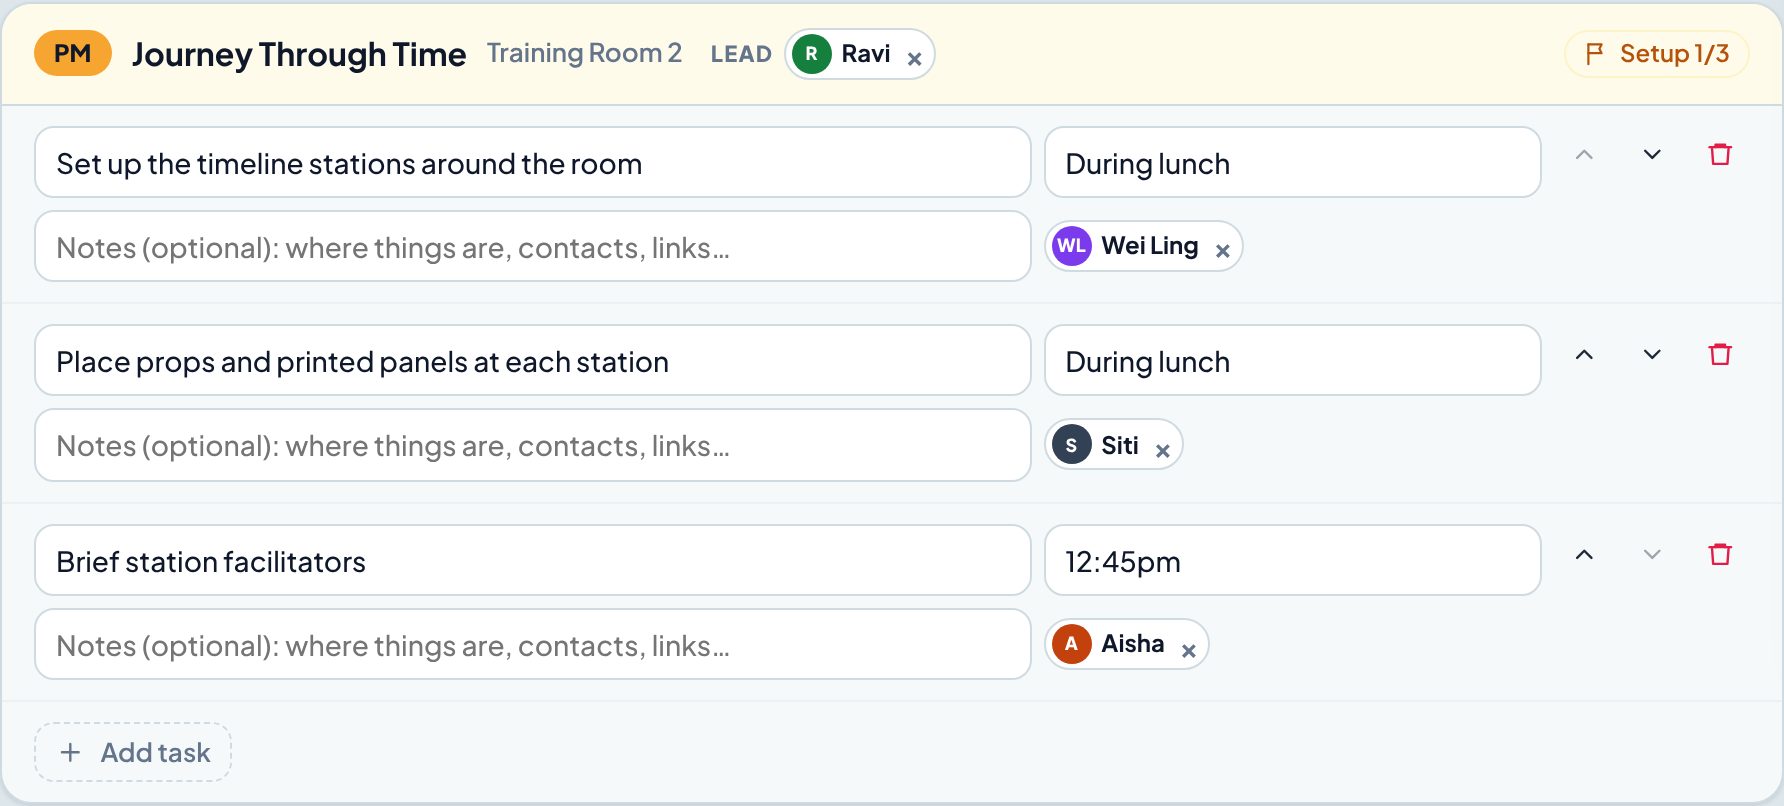 PM Journey Through Time Training Room 2 LEAD R Ravi × Setup 1/3
Set up the timeline stations around the room During lunch
Notes (optional): where things are, contacts, links... WL Wei Ling ×
Place props and printed panels at each station During lunch
Notes (optional): where things are, contacts, links... S Siti ×
Brief station facilitators 12:45pm
Notes (optional): where things are, contacts, links... A Aisha ×
+ Add task